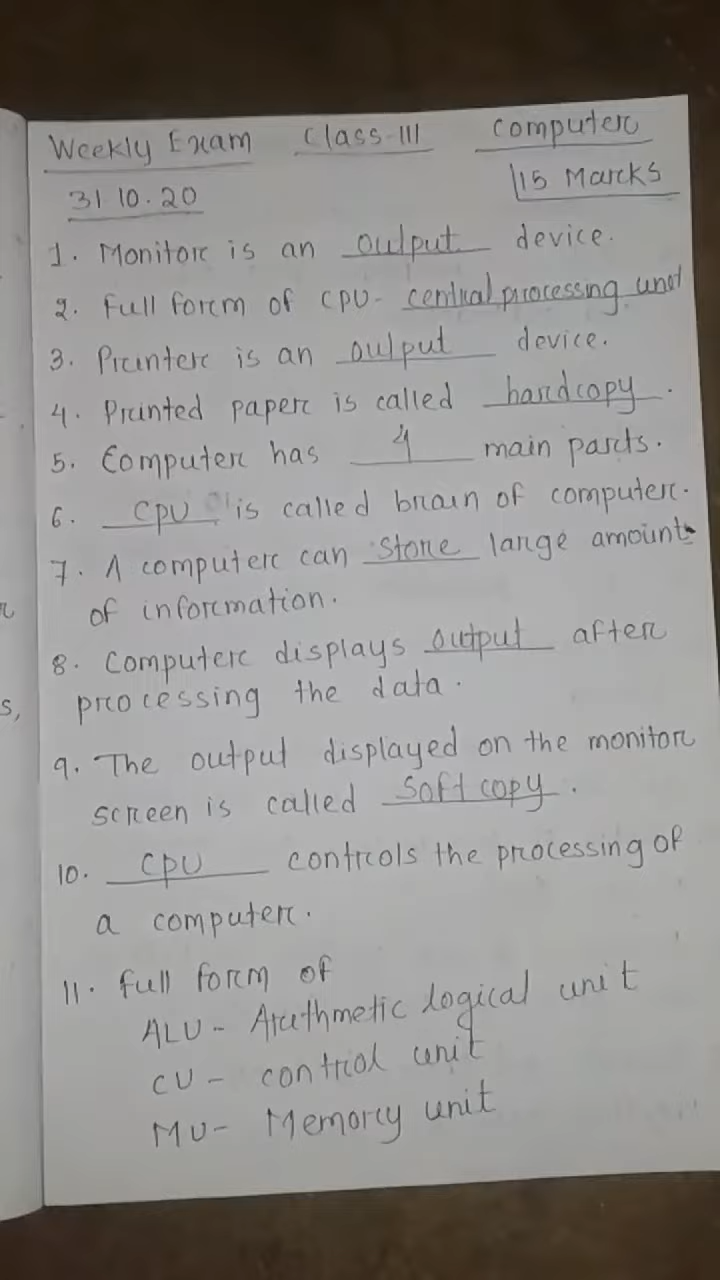 Weekly Exam Class-III Computer
31 10.20 15 Marks
1. Monitor is an output device.
2. Full form of CPU- central processing unit
3. Printer is an output device.
4. Printed paper is called hardcopy.
5. Computer has 4 main parts.
6. CPU is called brain of computer.
7. A computer can store large amount
of information.
8. Computer displays output after
processing the data.
9. The output displayed on the monitor
screen is called Soft copy.
10. CPU controls the processing of
a computer.
11. Full form of
ALU- Arithmetic logical unit
CU- control unit
MU- Memory unit
s,